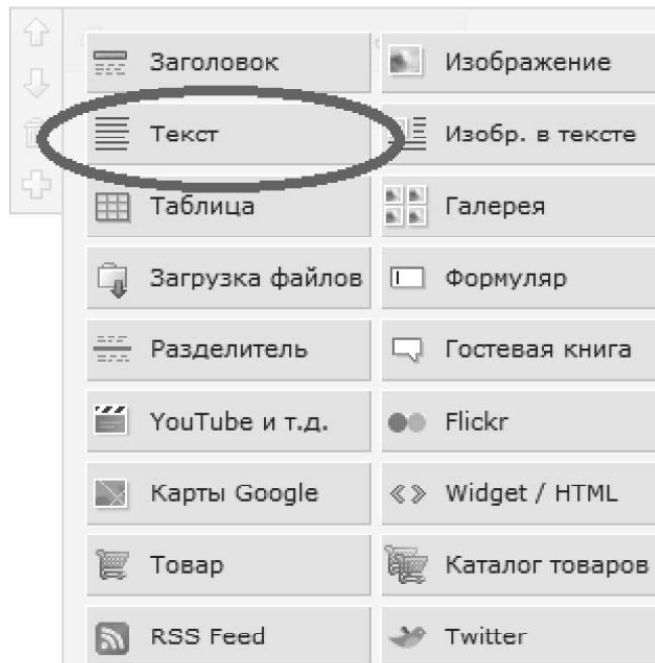 Заголовок
Изображение
Текст
Изобр. в тексте
Таблица
Галерея
Загрузка файлов
Формуляр
Разделитель
Гостевая книга
YouTube и т.д.
Flickr
Карты Google
Widget / HTML
Товар
Каталог товаров
RSS Feed
Twitter